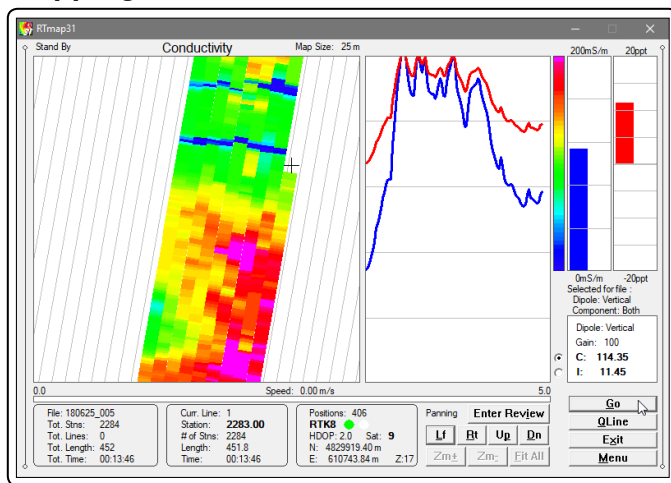 RTmap31
Stand By Conductivity Map Size: 25 m
200mS/m 20ppt
0mS/m -20ppt
Selected for file :
Dipole: Vertical
Component: Both
Dipole: Vertical
Gain: 100
C: 114.35
I: 11.45
0.0 Speed: 0.00 m/s 5.0
File: 180625_005
Tot. Stns: 2284
Tot. Lines: 0
Tot. Length: 452
Tot. Time: 00:13:46
Curr. Line: 1
Station: 2283.00
# of Stns: 2284
Length: 451.8
Time: 00:13:46
Positions: 406
RTK8
HDOP: 2.0 Sat: 9
N: 4829919.40 m
E: 610743.84 m Z:17
Panning Enter Review
Lf Rt Up Dn
Zm+ Zm- Fit All
Go
QLine
Exit
Menu